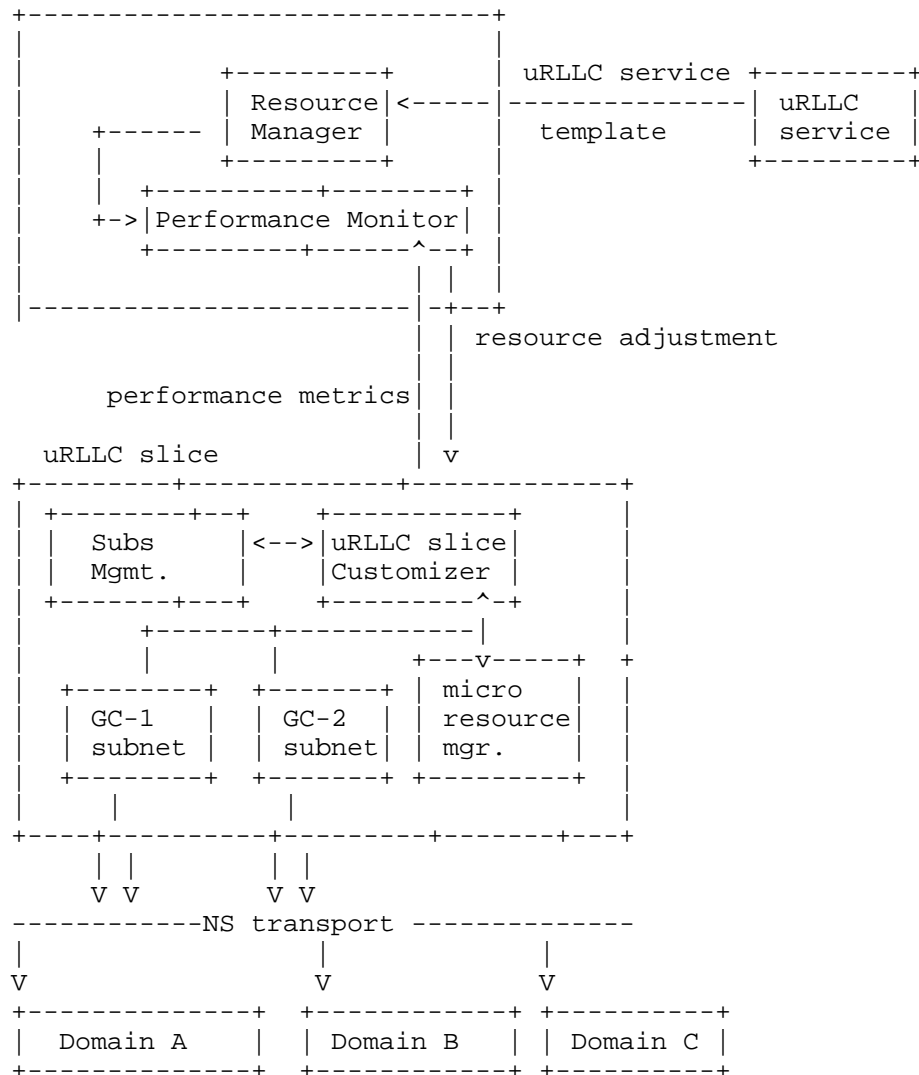 uRLLC service
Resource uRLLC
Manager template service
Performance Monitor
resource adjustment
performance metrics
uRLLC slice
Subs uRLLC slice
Mgmt. Customizer
micro
GC-1 GC-2 resource
subnet subnet mgr.
NS transport
Domain A Domain B Domain C